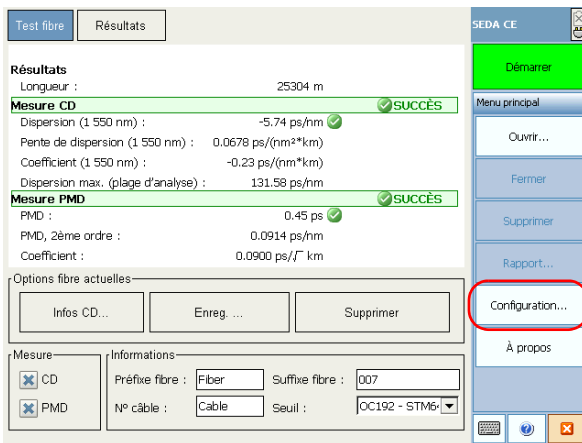 Test fibre Résultats SEDA CE
Démarrer
Résultats
Longueur : 25304 m
Menu principal
Mesure CD SUCCÈS
Dispersion (1 550 nm) : -5.74 ps/nm
Ouvrir...
Pente de dispersion (1 550 nm) : 0.0678 ps/(nm²*km)
Coefficient (1 550 nm) : -0.23 ps/(nm*km)
Fermer
Dispersion max. (plage d'analyse) : 131.58 ps/nm
Mesure PMD SUCCÈS
PMD : 0.45 ps
Supprimer
PMD, 2ème ordre : 0.0914 ps/nm
Coefficient : 0.0900 ps/√ km
Rapport...
Options fibre actuelles
Infos CD... Enreg. ... Supprimer
Configuration...
À propos
Mesure Informations
CD Préfixe fibre : Fiber Suffixe fibre : 007
PMD Nº câble : Cable Seuil : OC192 - STM6